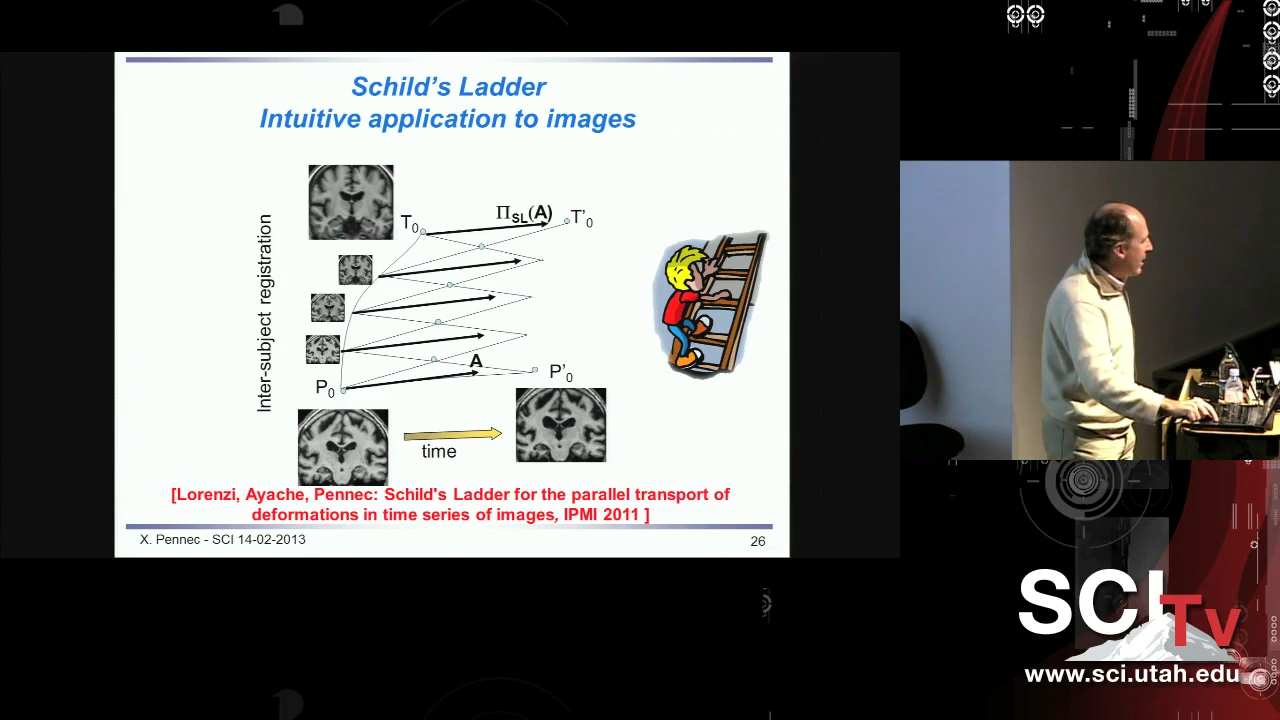 Schild's Ladder
Intuitive application to images
Inter-subject registration
T0
ΠSL(A)
T'0
A
P0
P'0
time
[Lorenzi, Ayache, Pennec: Schild's Ladder for the parallel transport of
deformations in time series of images, IPMI 2011 ]
X. Pennec - SCI 14-02-2013
26
SCI
Tv
www.sci.utah.edu